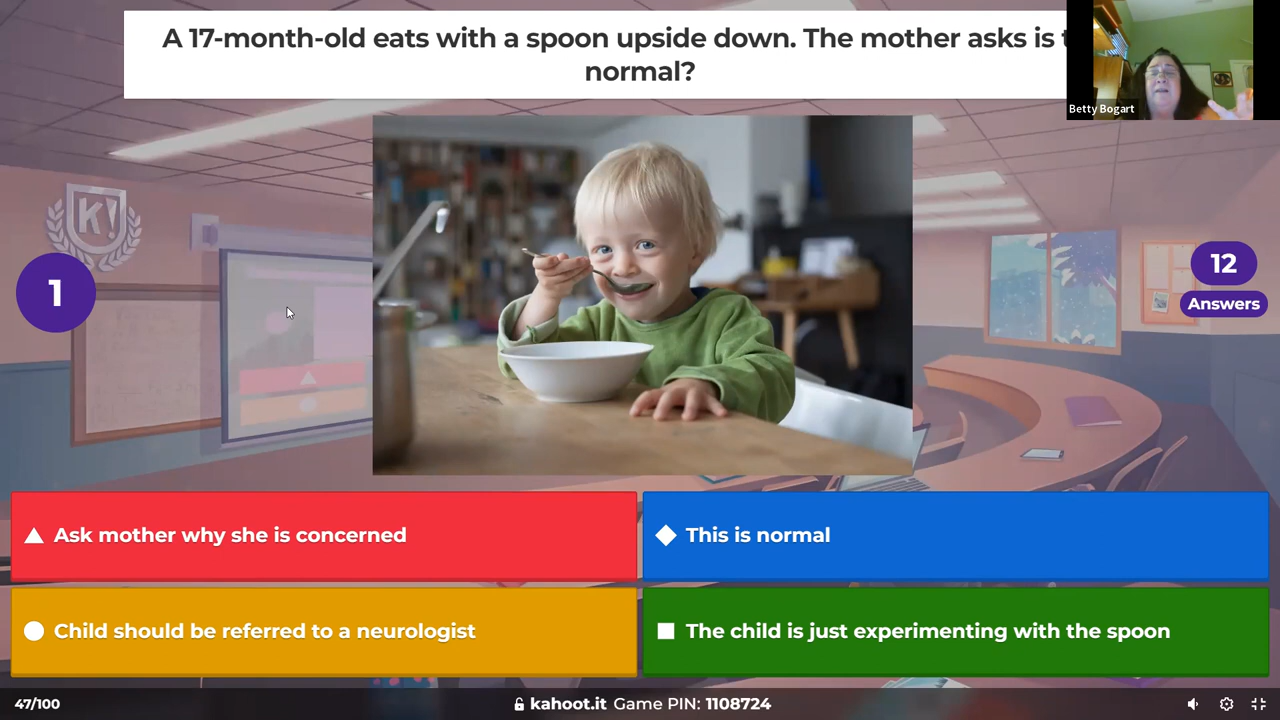 A 17-month-old eats with a spoon upside down. The mother asks is
normal?
Betty Bogart
K!
1
12
Answers
Ask mother why she is concerned
This is normal
Child should be referred to a neurologist
The child is just experimenting with the spoon
47/100
kahoot.it Game PIN: 1108724